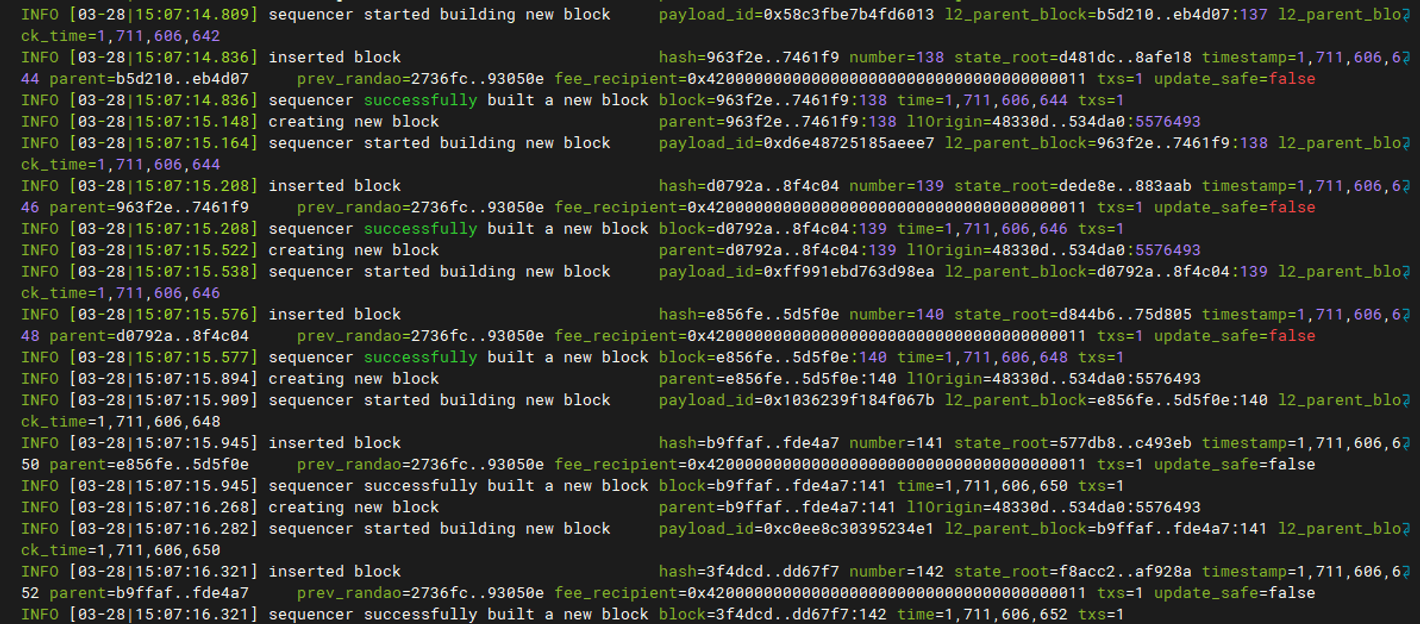 INFO [03-28|15:07:14.809] sequencer started building new block     payload_id=0x58c3fbe7b4fd6013 l2_parent_block=b5d210..eb4d07:137 l2_parent_blo
ck_time=1,711,606,642
INFO [03-28|15:07:14.836] inserted block                           hash=963f2e..7461f9 number=138 state_root=d481dc..8afe18 timestamp=1,711,606,6
44 parent=b5d210..eb4d07     prev_randao=2736fc..93050e fee_recipient=0x4200000000000000000000000000000000000011 txs=1 update_safe=false
INFO [03-28|15:07:14.836] sequencer successfully built a new block block=963f2e..7461f9:138 time=1,711,606,644 txs=1
INFO [03-28|15:07:15.148] creating new block                       parent=963f2e..7461f9:138 l1Origin=48330d..534da0:5576493
INFO [03-28|15:07:15.164] sequencer started building new block     payload_id=0xd6e48725185aeee7 l2_parent_block=963f2e..7461f9:138 l2_parent_blo
ck_time=1,711,606,644
INFO [03-28|15:07:15.208] inserted block                           hash=d0792a..8f4c04 number=139 state_root=dede8e..883aab timestamp=1,711,606,6
46 parent=963f2e..7461f9     prev_randao=2736fc..93050e fee_recipient=0x4200000000000000000000000000000000000011 txs=1 update_safe=false
INFO [03-28|15:07:15.208] sequencer successfully built a new block block=d0792a..8f4c04:139 time=1,711,606,646 txs=1
INFO [03-28|15:07:15.522] creating new block                       parent=d0792a..8f4c04:139 l1Origin=48330d..534da0:5576493
INFO [03-28|15:07:15.538] sequencer started building new block     payload_id=0xff991ebd763d98ea l2_parent_block=d0792a..8f4c04:139 l2_parent_blo
ck_time=1,711,606,646
INFO [03-28|15:07:15.576] inserted block                           hash=e856fe..5d5f0e number=140 state_root=d844b6..75d805 timestamp=1,711,606,6
48 parent=d0792a..8f4c04     prev_randao=2736fc..93050e fee_recipient=0x4200000000000000000000000000000000000011 txs=1 update_safe=false
INFO [03-28|15:07:15.577] sequencer successfully built a new block block=e856fe..5d5f0e:140 time=1,711,606,648 txs=1
INFO [03-28|15:07:15.894] creating new block                       parent=e856fe..5d5f0e:140 l1Origin=48330d..534da0:5576493
INFO [03-28|15:07:15.909] sequencer started building new block     payload_id=0x1036239f184f067b l2_parent_block=e856fe..5d5f0e:140 l2_parent_blo
ck_time=1,711,606,648
INFO [03-28|15:07:15.945] inserted block                           hash=b9ffaf..fde4a7 number=141 state_root=577db8..c493eb timestamp=1,711,606,6
50 parent=e856fe..5d5f0e     prev_randao=2736fc..93050e fee_recipient=0x4200000000000000000000000000000000000011 txs=1 update_safe=false
INFO [03-28|15:07:15.945] sequencer successfully built a new block block=b9ffaf..fde4a7:141 time=1,711,606,650 txs=1
INFO [03-28|15:07:16.268] creating new block                       parent=b9ffaf..fde4a7:141 l1Origin=48330d..534da0:5576493
INFO [03-28|15:07:16.282] sequencer started building new block     payload_id=0xc0ee8c30395234e1 l2_parent_block=b9ffaf..fde4a7:141 l2_parent_blo
ck_time=1,711,606,650
INFO [03-28|15:07:16.321] inserted block                           hash=3f4dcd..dd67f7 number=142 state_root=f8acc2..af928a timestamp=1,711,606,6
52 parent=b9ffaf..fde4a7     prev_randao=2736fc..93050e fee_recipient=0x4200000000000000000000000000000000000011 txs=1 update_safe=false
INFO [03-28|15:07:16.321] sequencer successfully built a new block block=3f4dcd..dd67f7:142 time=1,711,606,652 txs=1